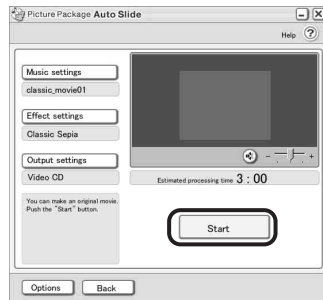 Picture Package Auto Slide
Help ?
Music settings
classic_movie01
Effect settings
Classic Sepia
Output settings
Video CD
Estimated processing time 3 : 00
You can make an original movie.
Push the "Start" button.
Start
Options
Back